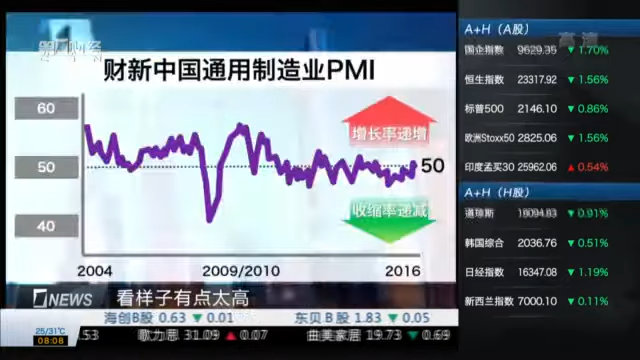 第一财经
财新中国通用制造业PMI
60
50
40
增长率递增
50
收缩率递减
2004
2009/2010
2016
NEWS
看样子有点太高
海创B股 0.63 ▼ 0.01
东贝B股 1.83 ▼ 0.05
25/31℃
08:08
.53
歌力思 31.09 ▲ 0.07
曲美家居 19.73 ▼ 0.69
高清
A+H（A股）
国企指数 9629.35 ▼ 1.70%
恒生指数 23317.92 ▼ 1.56%
标普500 2146.10 ▼ 0.86%
欧洲Stoxx50 2825.06 ▼ 1.56%
印度孟买30 25962.06 ▲ 0.54%
A+H（H股）
道琼斯 18094.83 ▼ 0.91%
韩国综合 2036.76 ▼ 0.51%
日经指数 16347.08 ▼ 1.19%
新西兰指数 7000.10 ▼ 0.11%